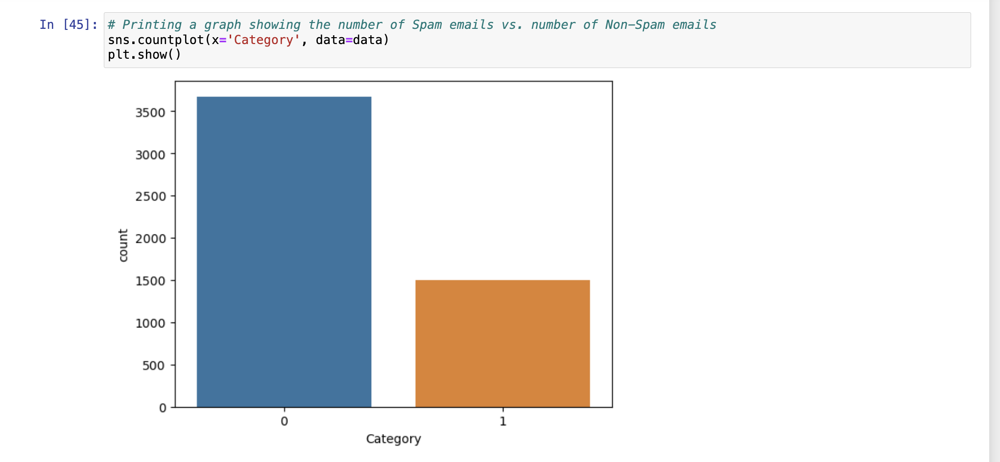 In [45]:
# Printing a graph showing the number of Spam emails vs. number of Non-Spam emails
sns.countplot(x='Category', data=data)
plt.show()
3500
3000
2500
2000
1500
1000
500
0
count
0 1
Category